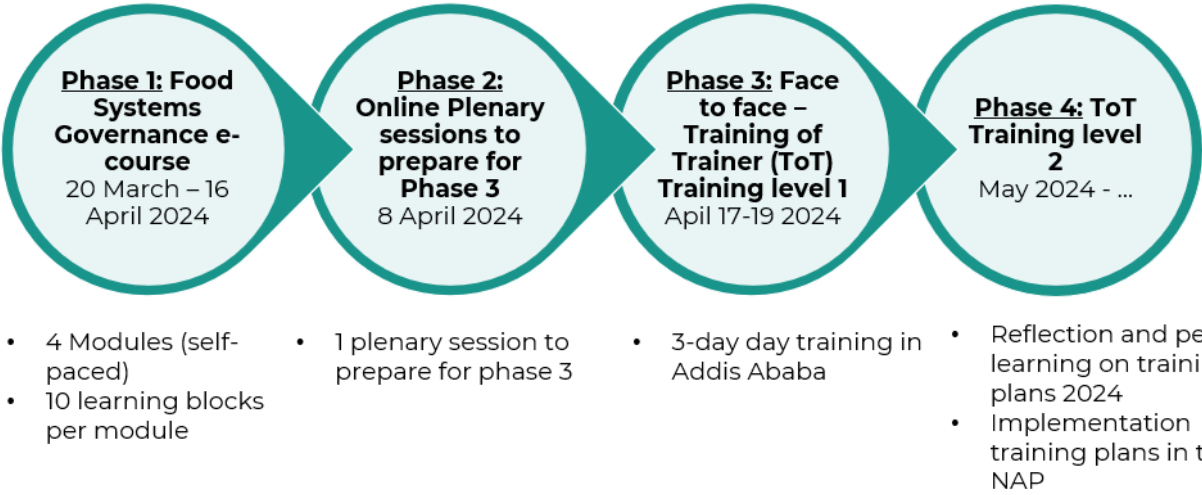 Phase 1: Food
Systems
Governance e-
course
20 March – 16
April 2024
Phase 2:
Online Plenary
sessions to
prepare for
Phase 3
8 April 2024
Phase 3: Face
to face –
Training of
Trainer (ToT)
Training level 1
Apil 17-19 2024
Phase 4: ToT
Training level
2
May 2024 - ...
• 4 Modules (self-
paced)
• 10 learning blocks
per module
• 1 plenary session to
prepare for phase 3
• 3-day day training in
Addis Ababa
• Reflection and
learning on
plans 2024
• Implementation
training plans in
NAP